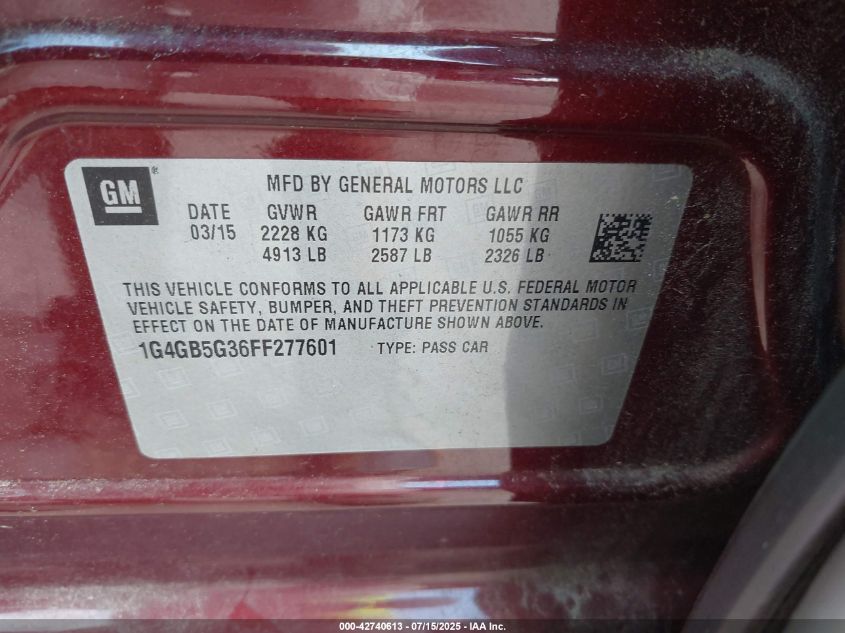 GM®
MFD BY GENERAL MOTORS LLC
DATE GVWR GAWR FRT GAWR RR
03/15 2228 KG 1173 KG 1055 KG
4913 LB 2587 LB 2326 LB
THIS VEHICLE CONFORMS TO ALL APPLICABLE U.S. FEDERAL MOTOR
VEHICLE SAFETY, BUMPER, AND THEFT PREVENTION STANDARDS IN
EFFECT ON THE DATE OF MANUFACTURE SHOWN ABOVE.
1G4GB5G36FF277601 TYPE: PASS CAR
000-42740613 - 07/15/2025 - IAA Inc.